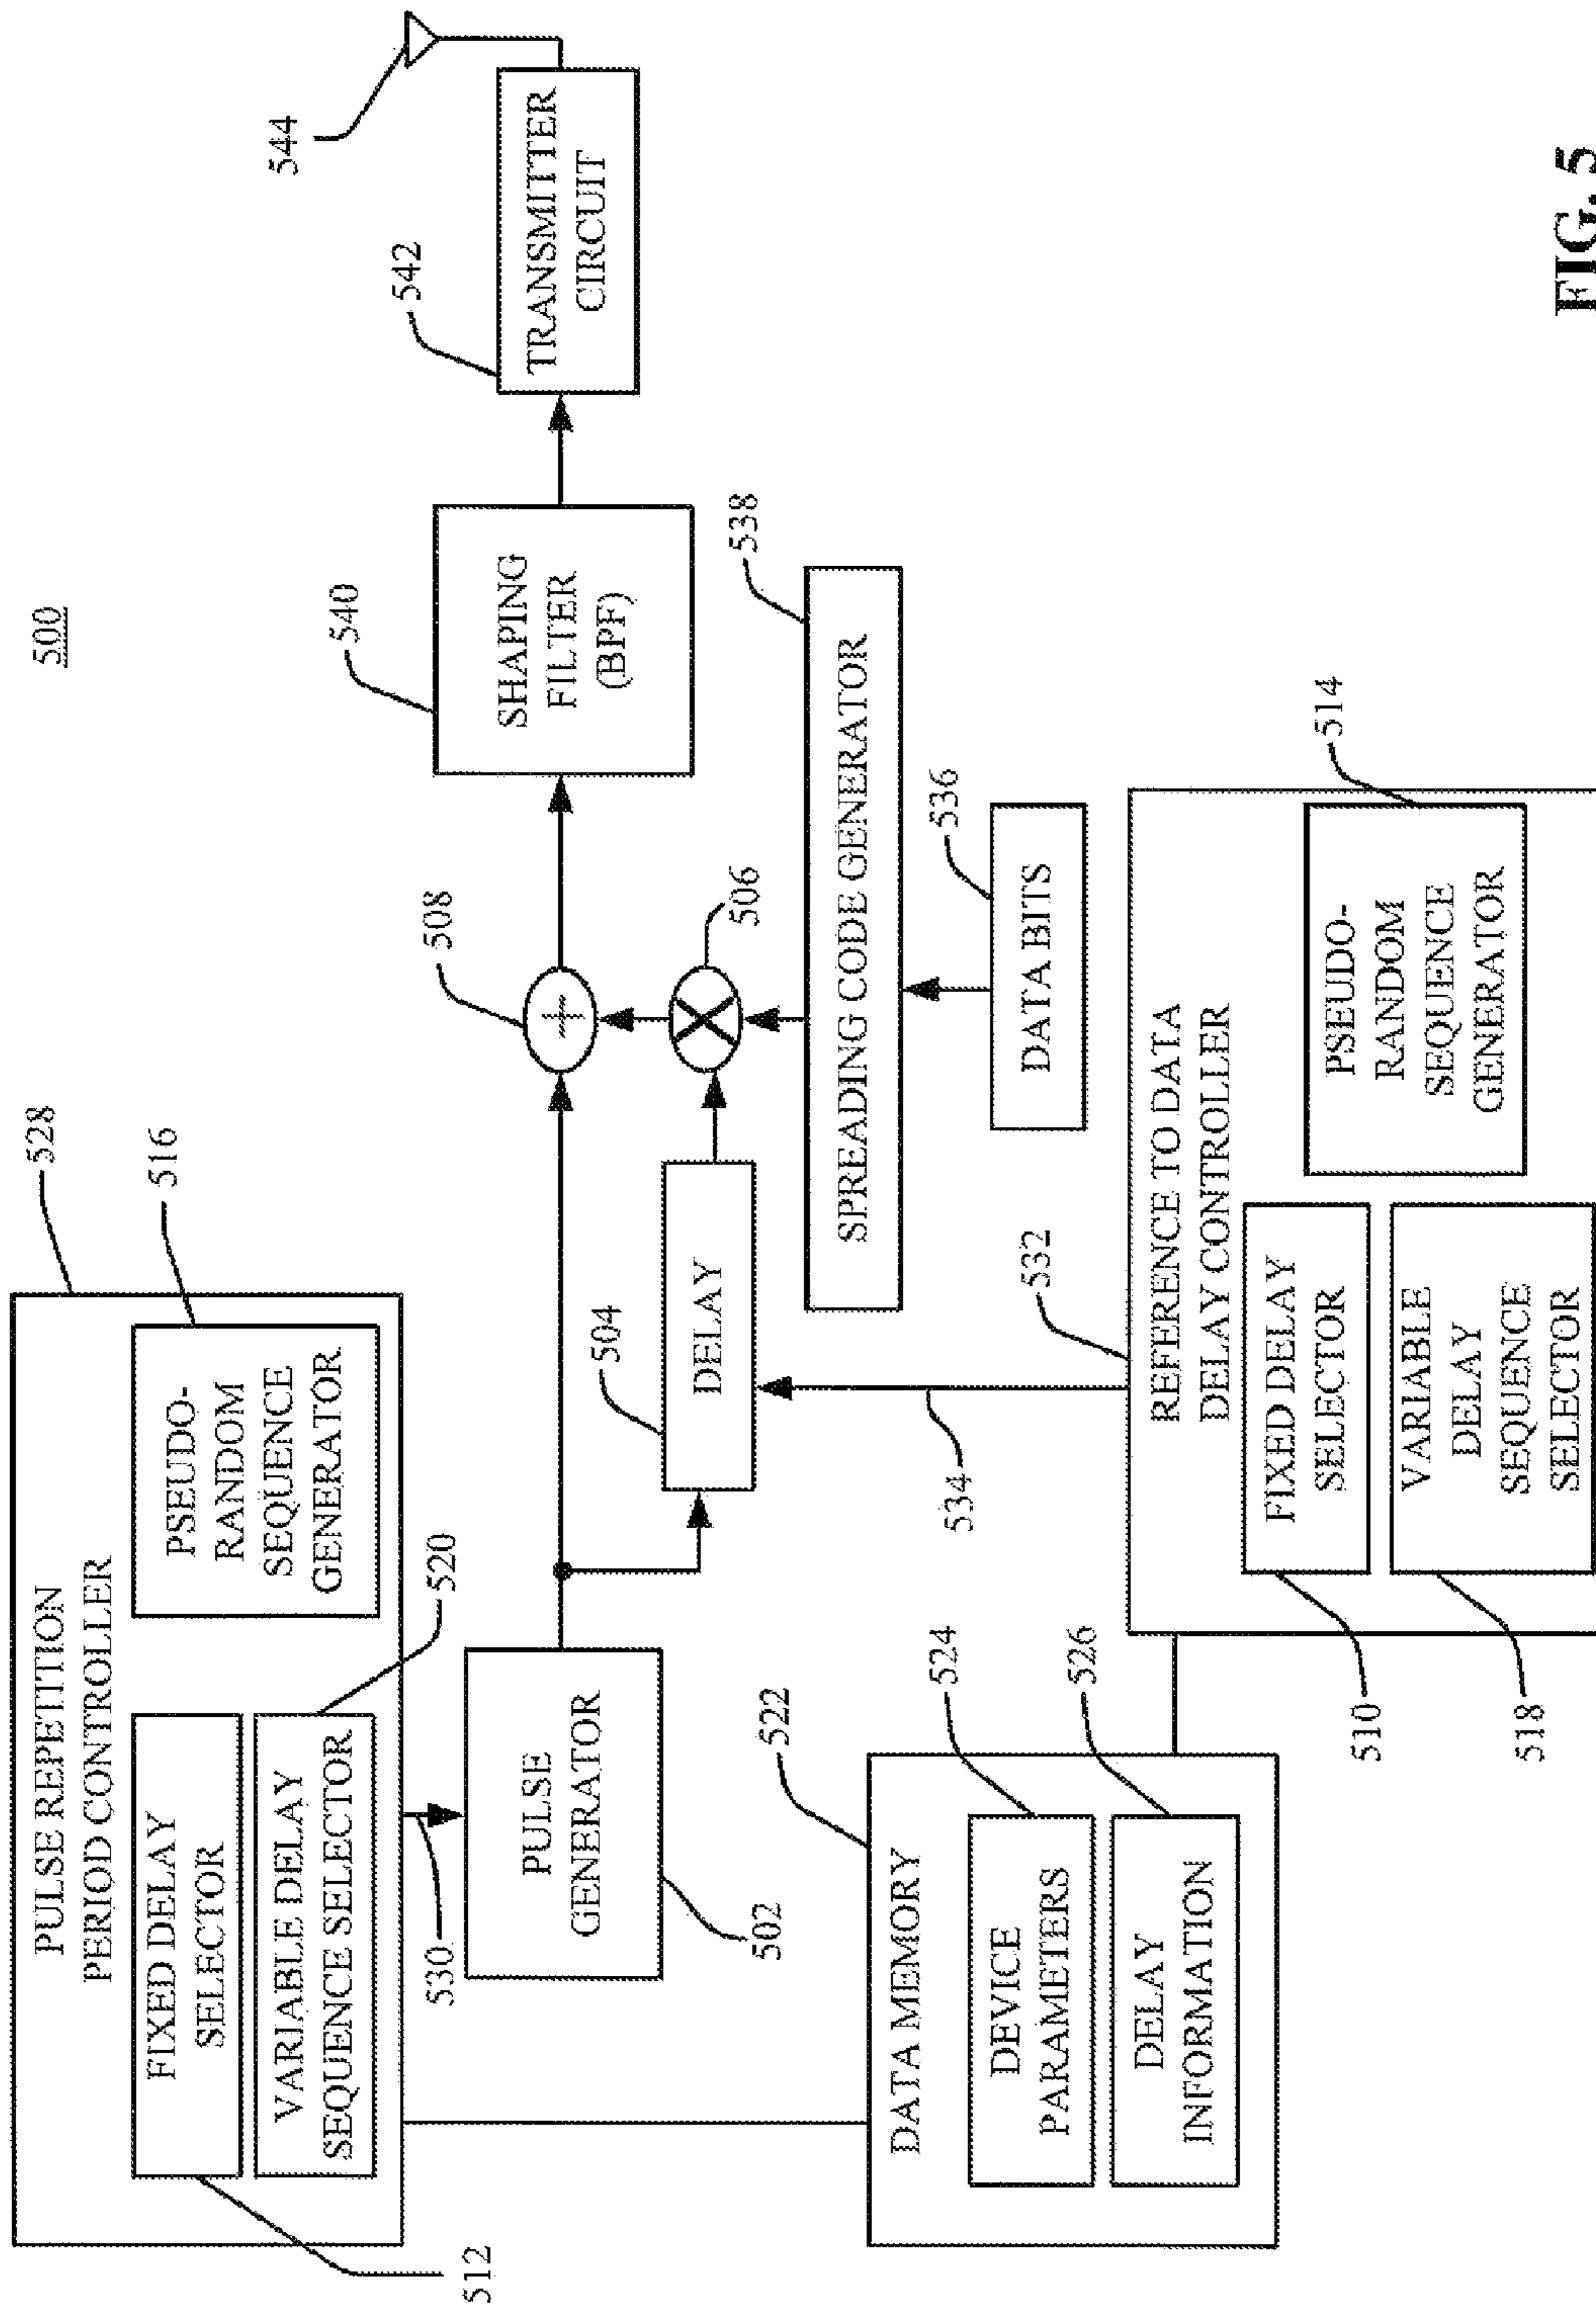 500
PULSE REPETITION
PERIOD CONTROLLER
528
FIXED DELAY
SELECTOR
512
VARIABLE DELAY
SEQUENCE SELECTOR
520
PSEUDO-
RANDOM
SEQUENCE
GENERATOR
516
530
PULSE
GENERATOR
502
504
DELAY
508
+
506
540
SHAPING
FILTER
(BPF)
542
TRANSMITTER
CIRCUIT
544
SPREADING CODE GENERATOR
538
DATA BITS
536
534
DATA MEMORY
522
DEVICE
PARAMETERS
524
DELAY
INFORMATION
526
532
REFERENCE TO DATA
DELAY CONTROLLER
FIXED DELAY
SELECTOR
510
VARIABLE
DELAY
SEQUENCE
SELECTOR
518
PSEUDO-
RANDOM
SEQUENCE
GENERATOR
514
FIG. 5